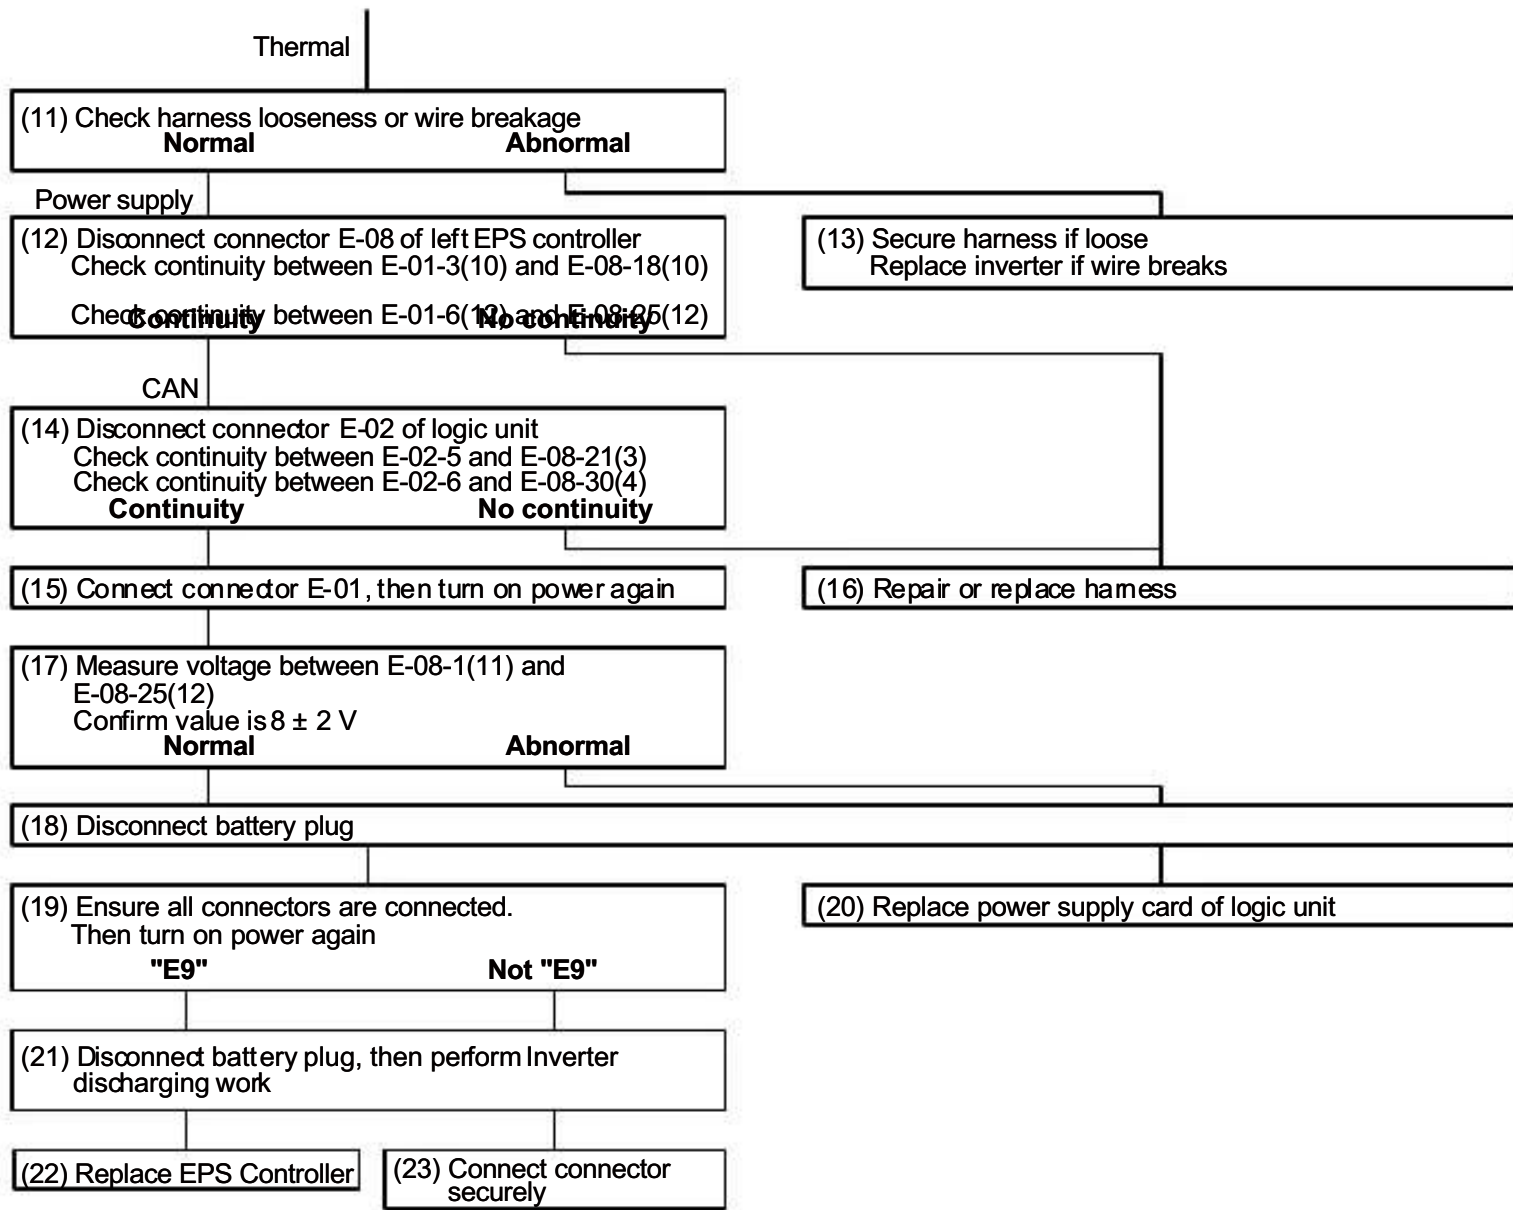 Thermal
(11) Check harness looseness or wire breakage
Normal Abnormal
Power supply
(12) Disconnect connector E-08 of left EPS controller
Check continuity between E-01-3(10) and E-08-18(10)
Check continuity between E-01-6(12) and E-08-25(12)
Continuity No continuity
(13) Secure harness if loose
Replace inverter if wire breaks
CAN
(14) Disconnect connector E-02 of logic unit
Check continuity between E-02-5 and E-08-21(3)
Check continuity between E-02-6 and E-08-30(4)
Continuity No continuity
(15) Connect connector E-01, then turn on power again
(16) Repair or replace harness
(17) Measure voltage between E-08-1(11) and
E-08-25(12)
Confirm value is 8 ± 2 V
Normal Abnormal
(18) Disconnect battery plug
(19) Ensure all connectors are connected.
Then turn on power again
"E9" Not "E9"
(20) Replace power supply card of logic unit
(21) Disconnect battery plug, then perform Inverter
discharging work
(22) Replace EPS Controller
(23) Connect connector
securely